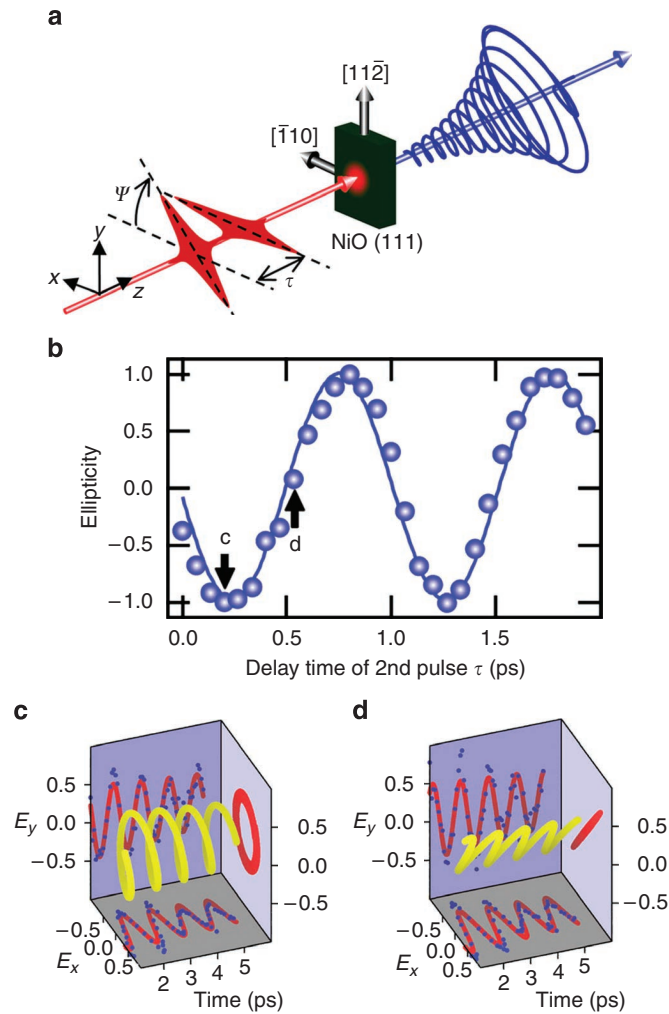 a
[112̅]
[1̅10]
Ψ
y
x
z
τ
NiO (111)
b
1.0
0.5
0.0
−0.5
−1.0
Ellipticity
c
d
0.0
0.5
1.0
1.5
Delay time of 2nd pulse τ (ps)
c
0.5
0.0
−0.5
E_y
0.5
0.0
−0.5
−0.5
0.0
0.5
E_x
2
3
4
5
Time (ps)
d
0.5
0.0
−0.5
E_y
0.5
0.0
−0.5
−0.5
0.0
0.5
E_x
2
3
4
5
Time (ps)